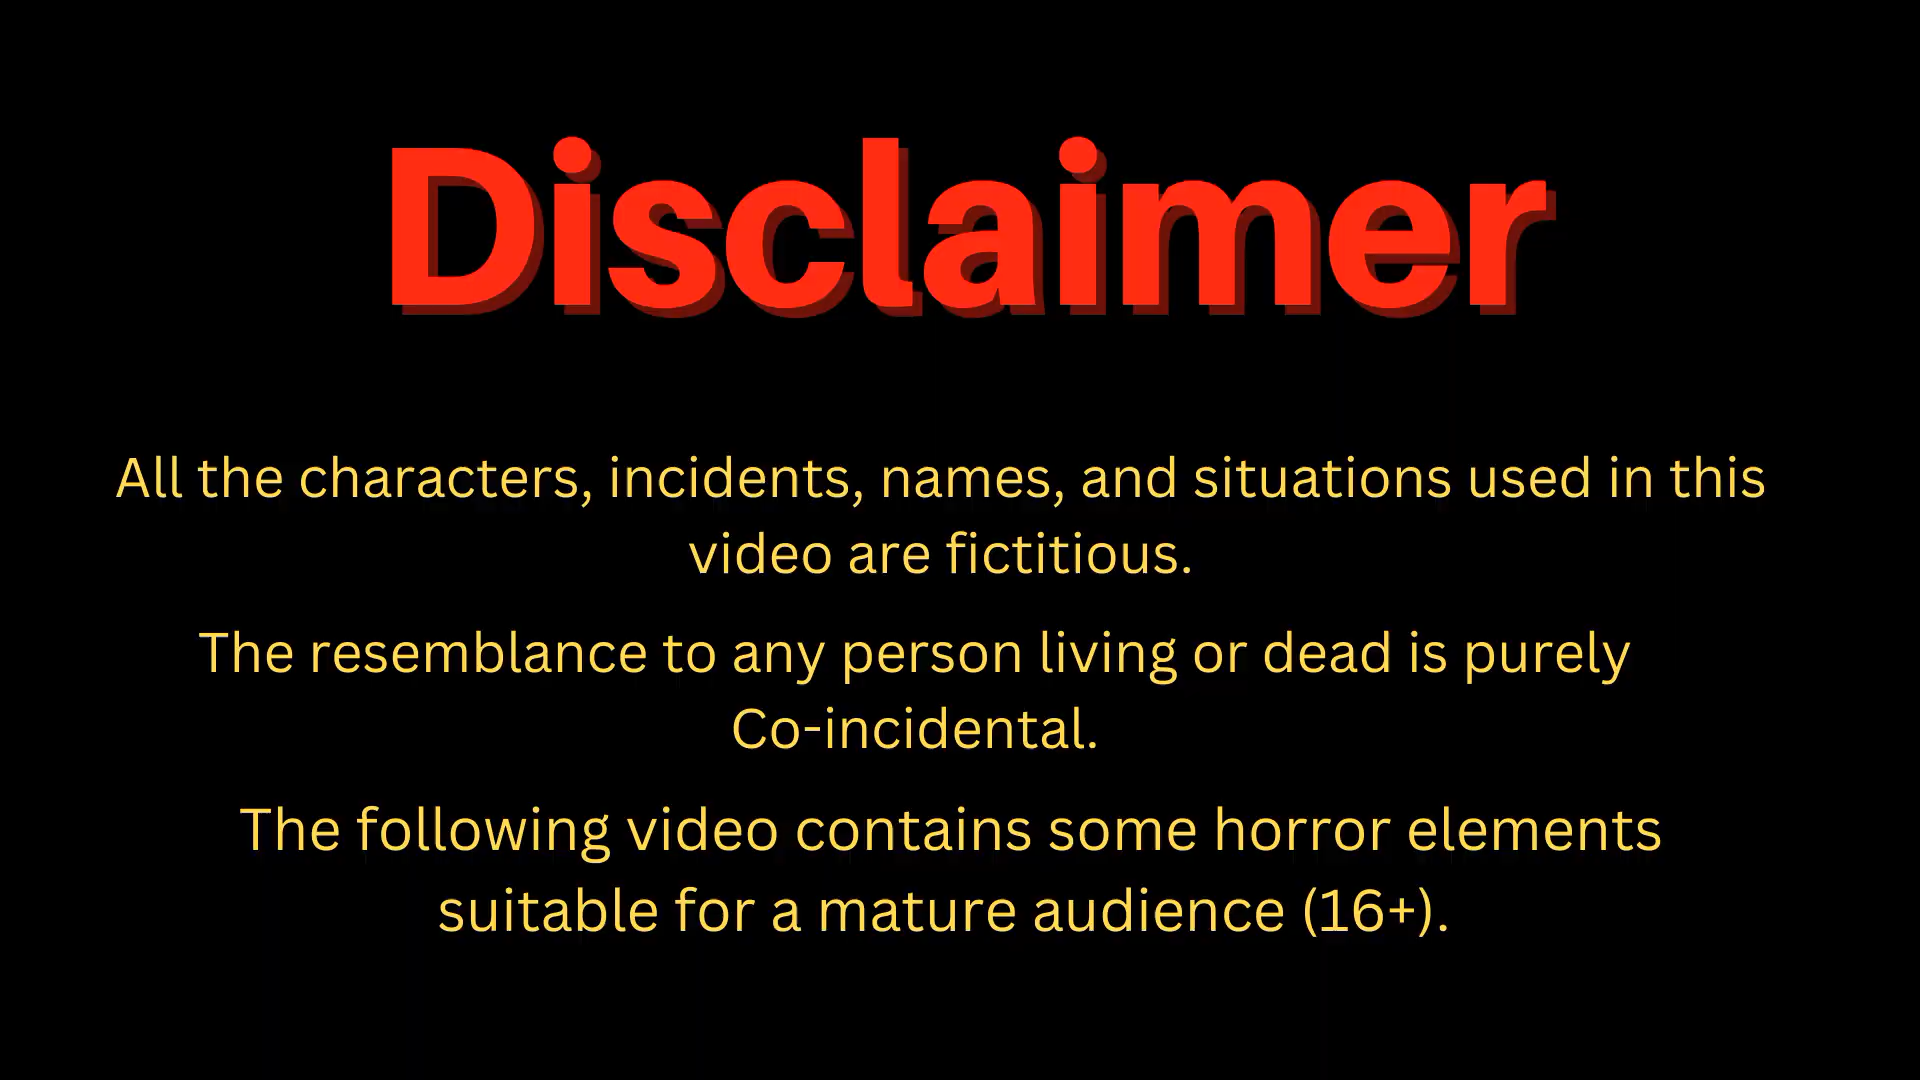 Disclaimer
All the characters, incidents, names, and situations used in this
video are fictitious.
The resemblance to any person living or dead is purely
Co-incidental.
The following video contains some horror elements
suitable for a mature audience (16+).